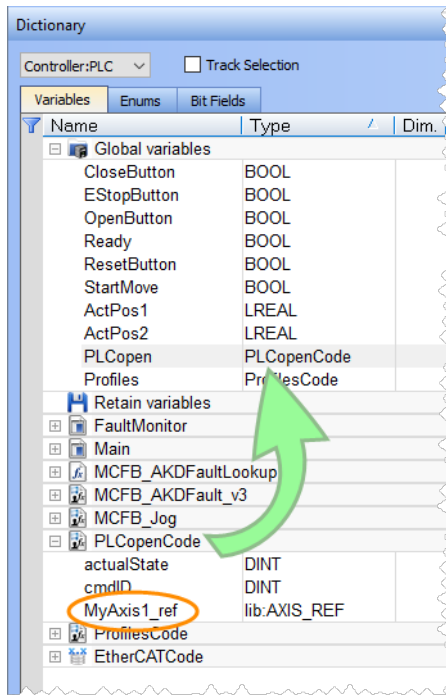 Dictionary
Controller:PLC Track Selection
Variables Enums Bit Fields
Name Type Dim.
Global variables
CloseButton BOOL
EStopButton BOOL
OpenButton BOOL
Ready BOOL
ResetButton BOOL
StartMove BOOL
ActPos1 LREAL
ActPos2 LREAL
PLCopen PLCopenCode
Profiles ProfilesCode
Retain variables
FaultMonitor
Main
MCFB_AKDFaultLookup
MCFB_AKDFault_v3
MCFB_Jog
PLCopenCode
actualState DINT
cmdID DINT
MyAxis1_ref lib:AXIS_REF
ProfilesCode
EtherCATCode